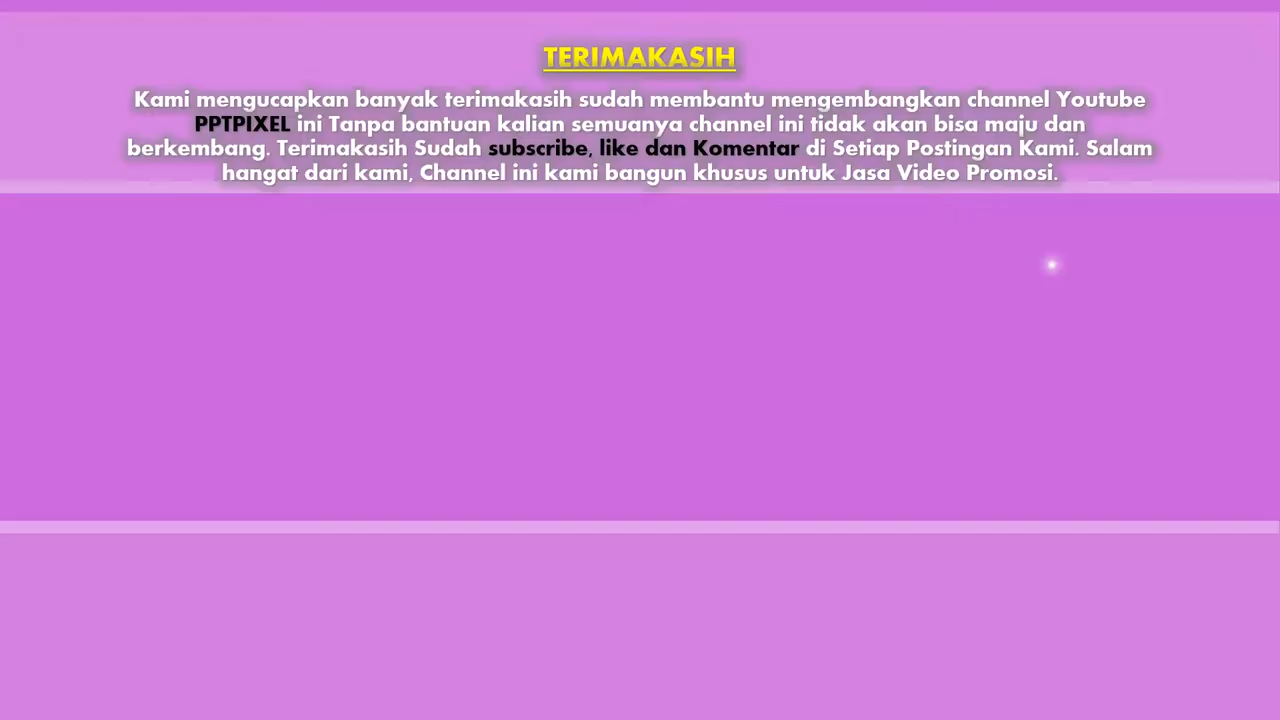 TERIMAKASIH
Kami mengucapkan banyak terimakasih sudah membantu mengembangkan channel Youtube
PPTPIXEL ini Tanpa bantuan kalian semuanya channel ini tidak akan bisa maju dan
berkembang. Terimakasih Sudah subscribe, like dan Komentar di Setiap Postingan Kami. Salam
hangat dari kami, Channel ini kami bangun khusus untuk Jasa Video Promosi.